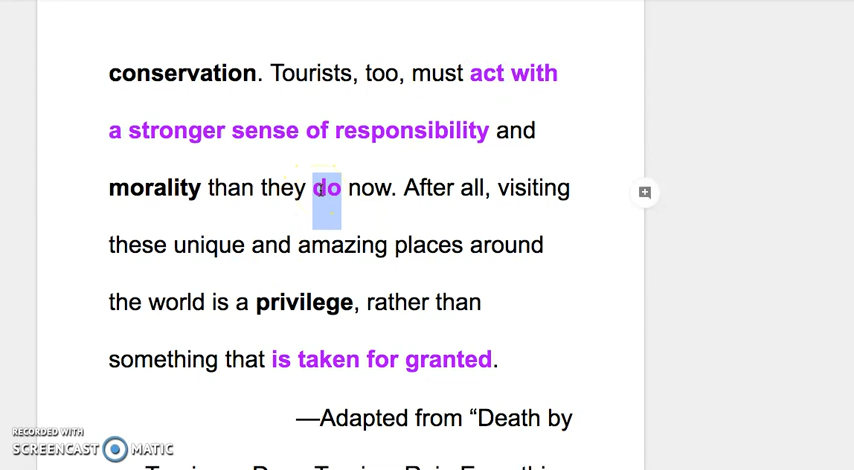 conservation. Tourists, too, must act with
a stronger sense of responsibility and
morality than they do now. After all, visiting
these unique and amazing places around
the world is a privilege, rather than
something that is taken for granted.
—Adapted from “Death by
RECORDED WITH
SCREENCAST MATIC